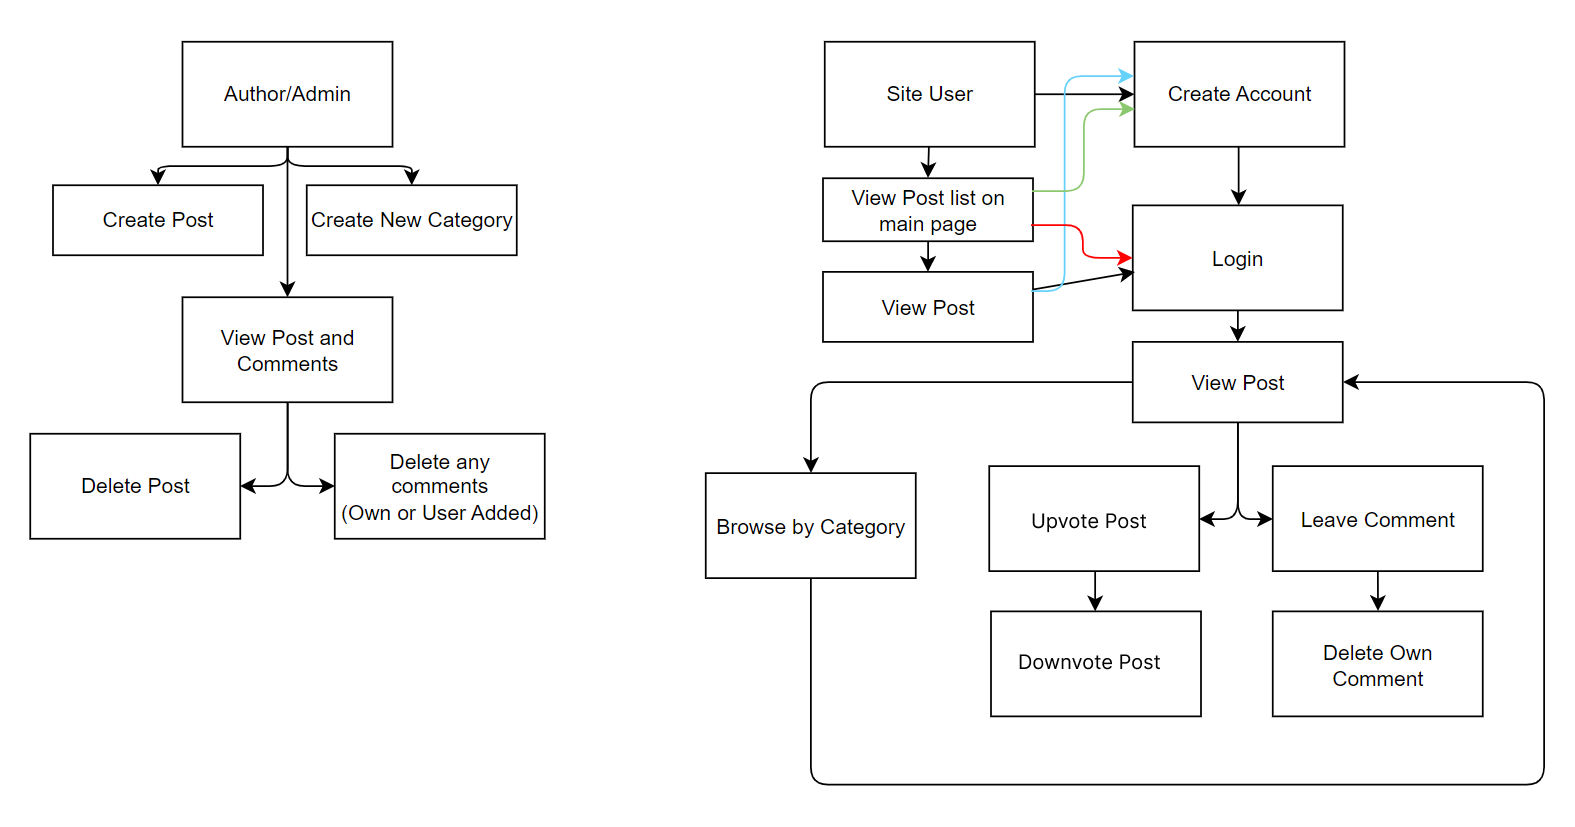 Author/Admin
Create Post
Create New Category
View Post and
Comments
Delete Post
Delete any
comments
(Own or User Added)
Site User
Create Account
View Post list on
main page
Login
View Post
View Post
Browse by Category
Upvote Post
Leave Comment
Downvote Post
Delete Own
Comment